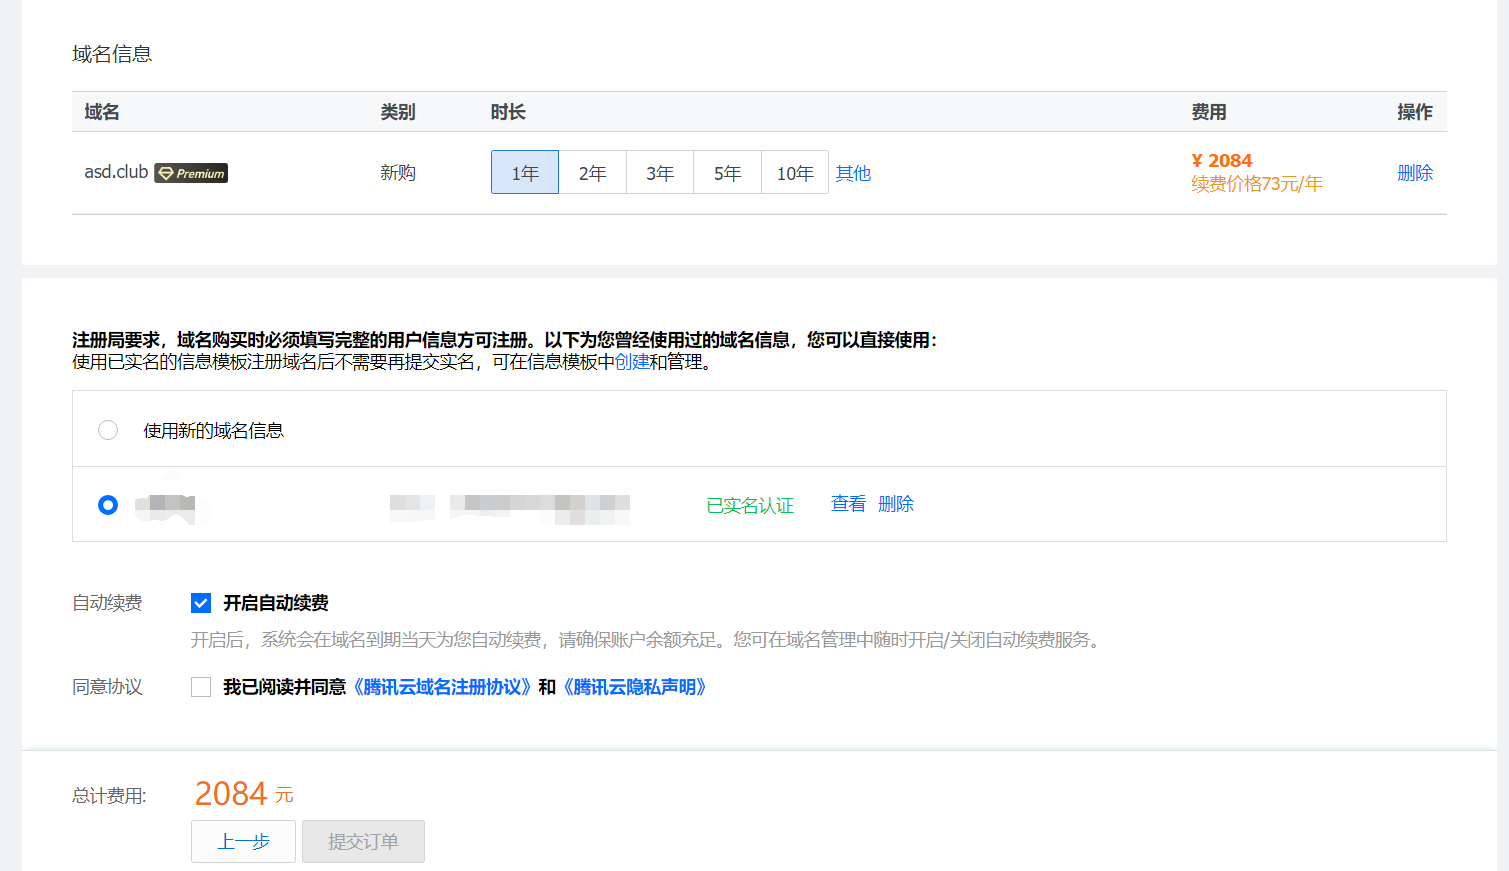 域名信息
域名 类别 时长 费用 操作
asd.club Premium 新购 1年 2年 3年 5年 10年 其他 ¥ 2084 删除
续费价格73元/年
注册局要求，域名购买时必须填写完整的用户信息方可注册。以下为您曾经使用过的域名信息，您可以直接使用：
使用已实名的信息模板注册域名后不需要再提交实名，可在信息模板中创建和管理。
使用新的域名信息
已实名认证 查看 删除
自动续费 开启自动续费
开启后，系统会在域名到期当天为您自动续费，请确保账户余额充足。您可在域名管理中随时开启/关闭自动续费服务。
同意协议 我已阅读并同意《腾讯云域名注册协议》和《腾讯云隐私声明》
总计费用: 2084 元
上一步 提交订单